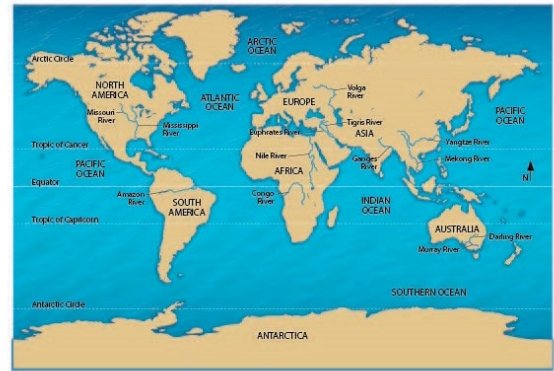 ARCTIC
OCEAN
Arctic Circle
NORTH
AMERICA
Missouri
River
Mississippi
River
ATLANTIC
OCEAN
EUROPE
Volga
River
Tigris River
Euphrates River
ASIA
PACIFIC
OCEAN
Yangtze River
Tropic of Cancer
PACIFIC
OCEAN
Nile River
Ganges
River
Mekong River
AFRICA
N
Equator
Amazon
River
SOUTH
AMERICA
Congo
River
INDIAN
OCEAN
Tropic of Capricorn
AUSTRALIA
Darling River
Murray River
SOUTHERN OCEAN
Antarctic Circle
ANTARCTICA